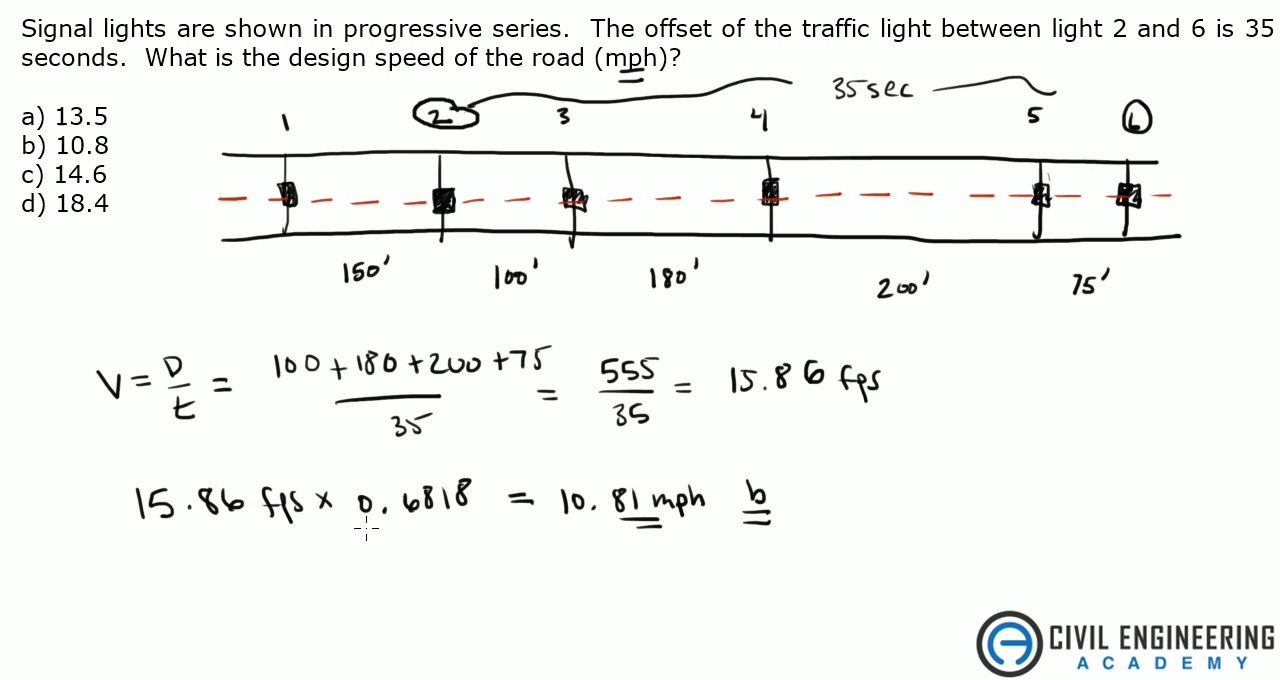 Signal lights are shown in progressive series. The offset of the traffic light between light 2 and 6 is 35
seconds. What is the design speed of the road (mph)?
35sec
a) 13.5
b) 10.8
c) 14.6
d) 18.4
1 2 3 4 5 6
150' 100' 180' 200' 75'
V = D/t = 100 + 180 + 200 + 75 / 35 = 555/35 = 15.86 fps
15.86 fps x 0.6818 = 10.81 mph b
CIVIL ENGINEERING
ACADEMY